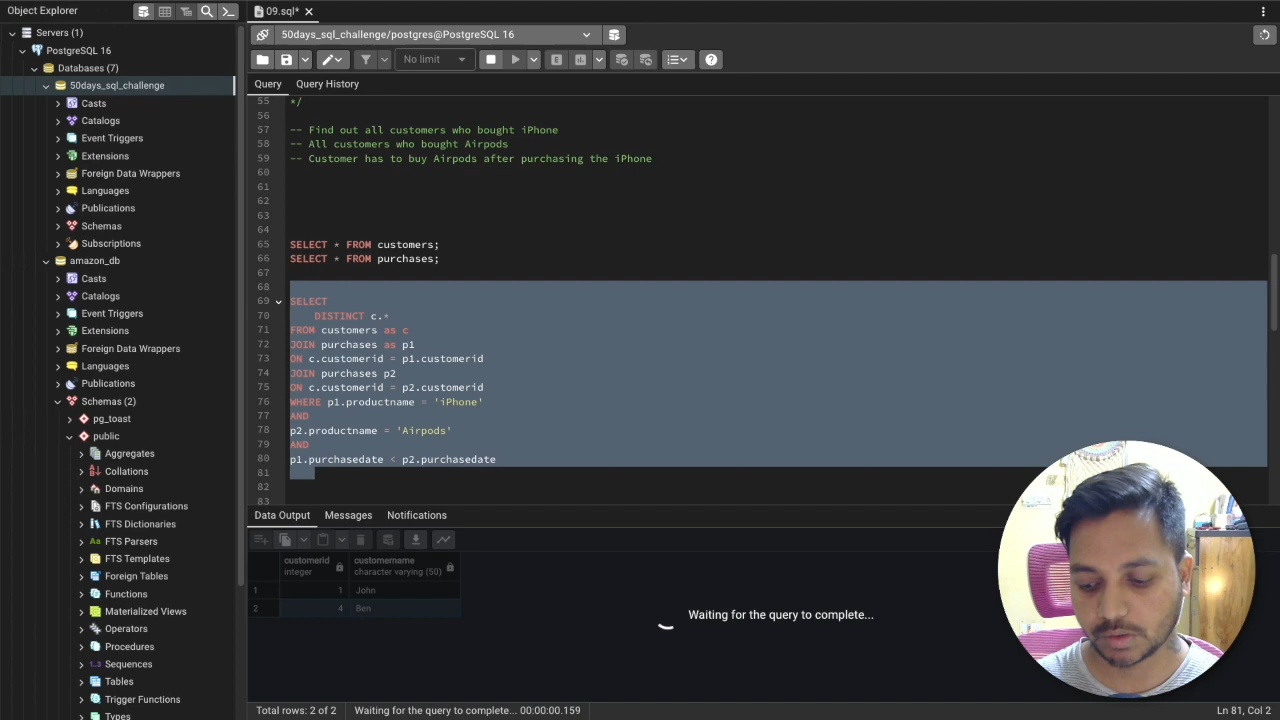 Object Explorer
09.sql*
Servers (1)
PostgreSQL 16
Databases (7)
50days_sql_challenge
Casts
Catalogs
Event Triggers
Extensions
Foreign Data Wrappers
Languages
Publications
Schemas
Subscriptions
amazon_db
Casts
Catalogs
Event Triggers
Extensions
Foreign Data Wrappers
Languages
Publications
Schemas (2)
pg_toast
public
Aggregates
Collations
Domains
FTS Configurations
FTS Dictionaries
FTS Parsers
FTS Templates
Foreign Tables
Functions
Materialized Views
Operators
Procedures
Sequences
Tables
Trigger Functions
Types
50days_sql_challenge/postgres@PostgreSQL 16
No limit
Query
Query History
55 */
56
57 -- Find out all customers who bought iPhone
58 -- All customers who bought Airpods
59 -- Customer has to buy Airpods after purchasing the iPhone
60
61
62
63
64
65 SELECT * FROM customers;
66 SELECT * FROM purchases;
67
68
69 SELECT
70 DISTINCT c.*
71 FROM customers as c
72 JOIN purchases as p1
73 ON c.customerid = p1.customerid
74 JOIN purchases p2
75 ON c.customerid = p2.customerid
76 WHERE p1.productname = 'iPhone'
77 AND
78 p2.productname = 'Airpods'
79 AND
80 p1.purchasedate < p2.purchasedate
81
82
83
Data Output
Messages
Notifications
customerid
integer
customername
character varying (50)
1 1 John
2 4 Ben
Waiting for the query to complete...
Total rows: 2 of 2
Waiting for the query to complete... 00:00:00.159
Ln 81, Col 2